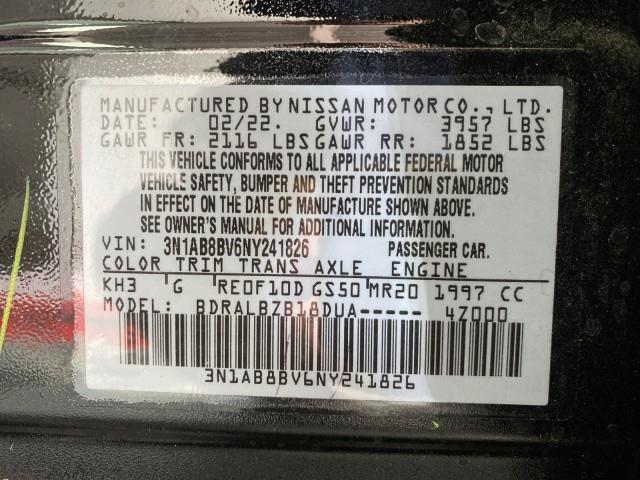 MANUFACTURED BY NISSAN MOTOR CO., LTD.
DATE: 02/22. GVWR: 3957 LBS
GAWR FR: 2116 LBS GAWR RR: 1852 LBS
THIS VEHICLE CONFORMS TO ALL APPLICABLE FEDERAL MOTOR
VEHICLE SAFETY, BUMPER AND THEFT PREVENTION STANDARDS
IN EFFECT ON THE DATE OF MANUFACTURE SHOWN ABOVE.
SEE OWNER'S MANUAL FOR ADDITIONAL INFORMATION.
VIN: 3N1AB8BV6NY241826 PASSENGER CAR.
COLOR TRIM TRANS AXLE ENGINE
KH3 G RE0F10D GS50 MR20 1997 CC
MODEL: BDRALBZB18DUA----- 4Z000
3N1AB8BV6NY241826